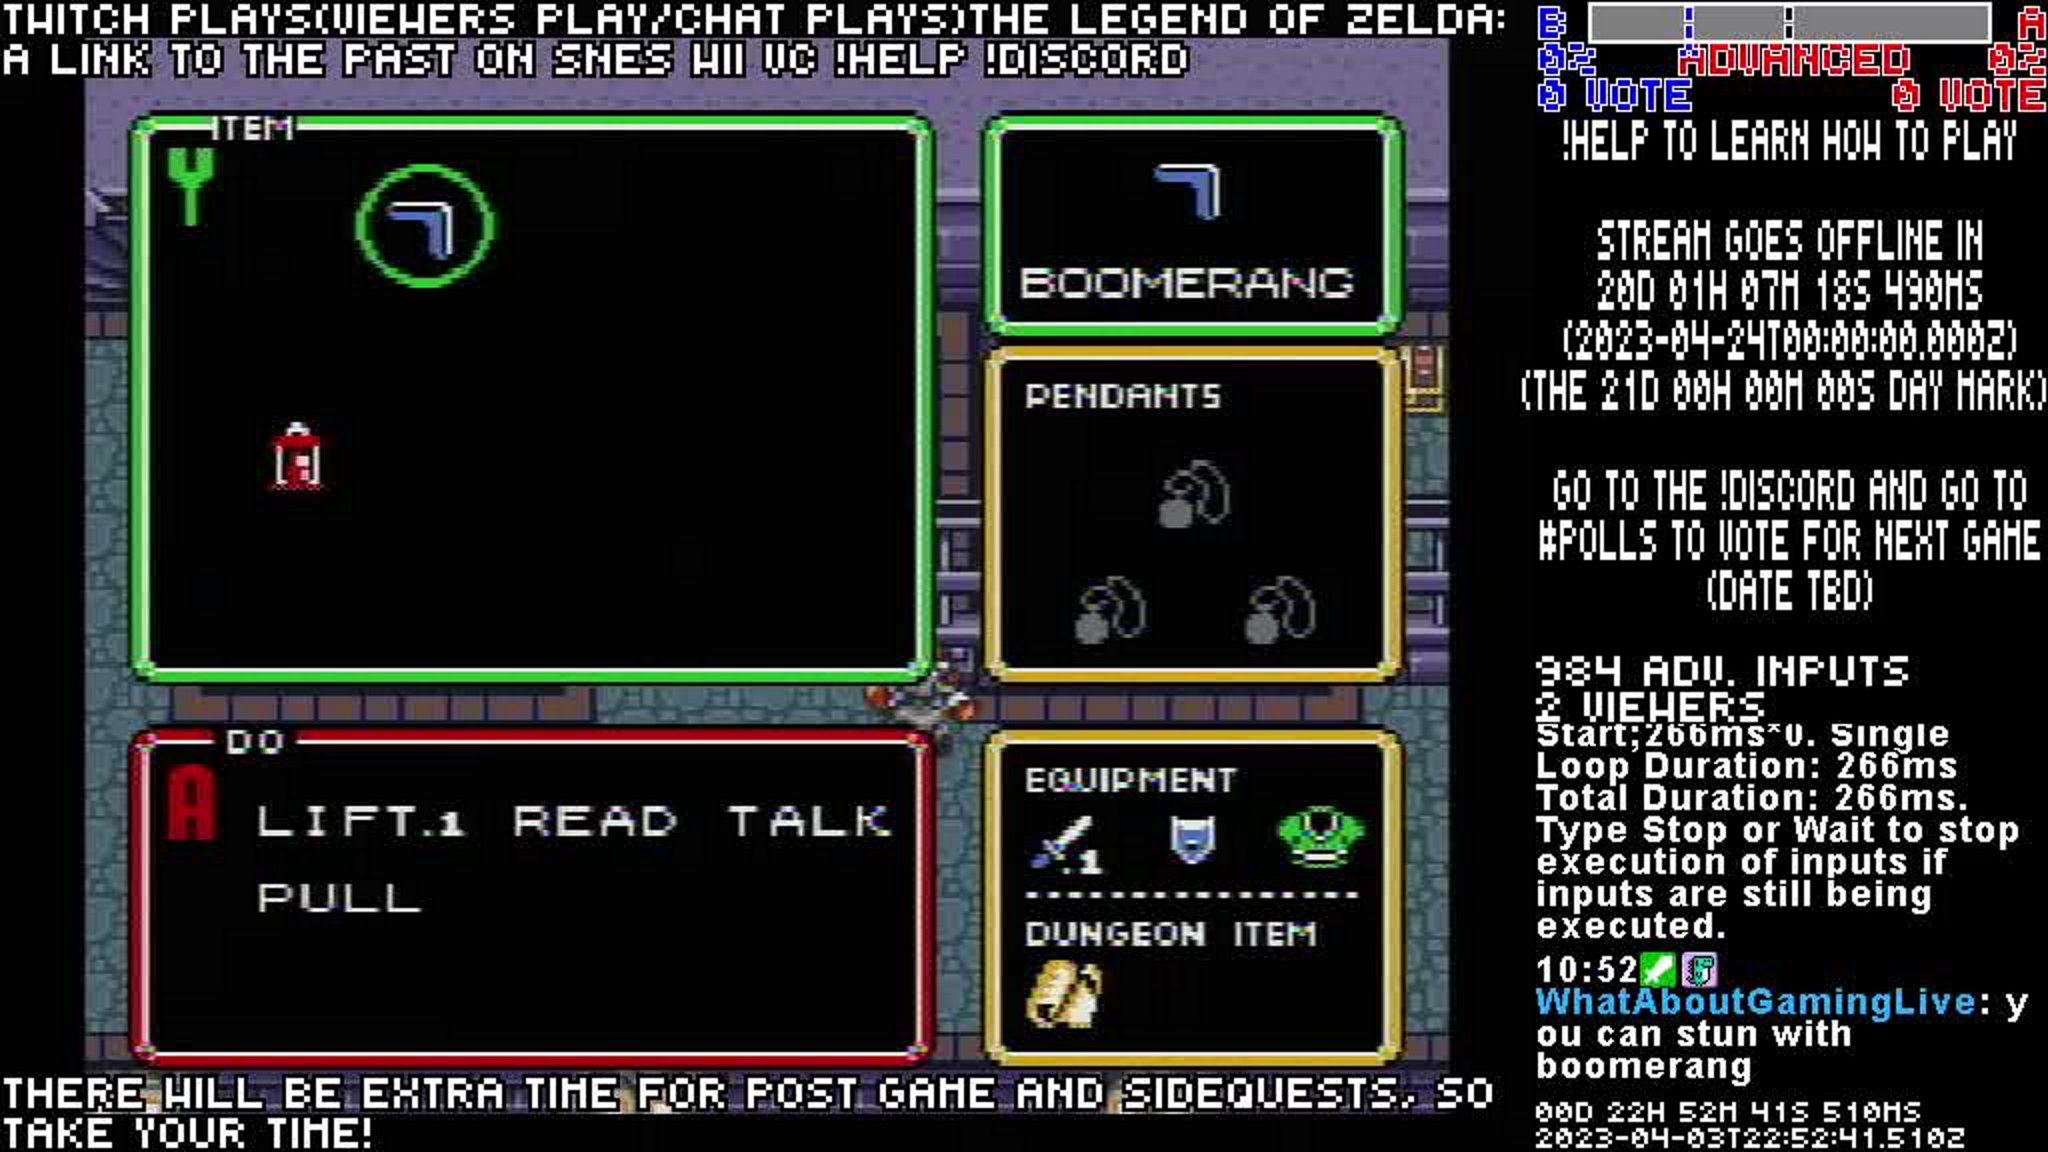 TWITCH PLAYS(VIEWERS PLAY/CHAT PLAYS)THE LEGEND OF ZELDA:
A LINK TO THE PAST ON SNES WII VC !HELP !DISCORD
ITEM
Y
BOOMERANG
PENDANTS
DO
A
LIFT.1 READ TALK
PULL
EQUIPMENT
.1
DUNGEON ITEM
THERE WILL BE EXTRA TIME FOR POST GAME AND SIDEQUESTS, SO
TAKE YOUR TIME!
B A
0% ADVANCED 0%
0 VOTE 0 VOTE
!HELP TO LEARN HOW TO PLAY
STREAM GOES OFFLINE IN
20D 01H 07M 18S 490MS
(2023-04-24T00:00:00.000Z)
(THE 21D 00H 00M 00S DAY MARK)
GO TO THE !DISCORD AND GO TO
#POLLS TO VOTE FOR NEXT GAME
(DATE TBD)
984 ADV. INPUTS
2 VIEWERS
Start;266ms*0. Single
Loop Duration: 266ms
Total Duration: 266ms.
Type Stop or Wait to stop
execution of inputs if
inputs are still being
executed.
10:52
WhatAboutGamingLive: y
ou can stun with
boomerang
00D 22H 52M 41S 510MS
2023-04-03T22:52:41.510Z